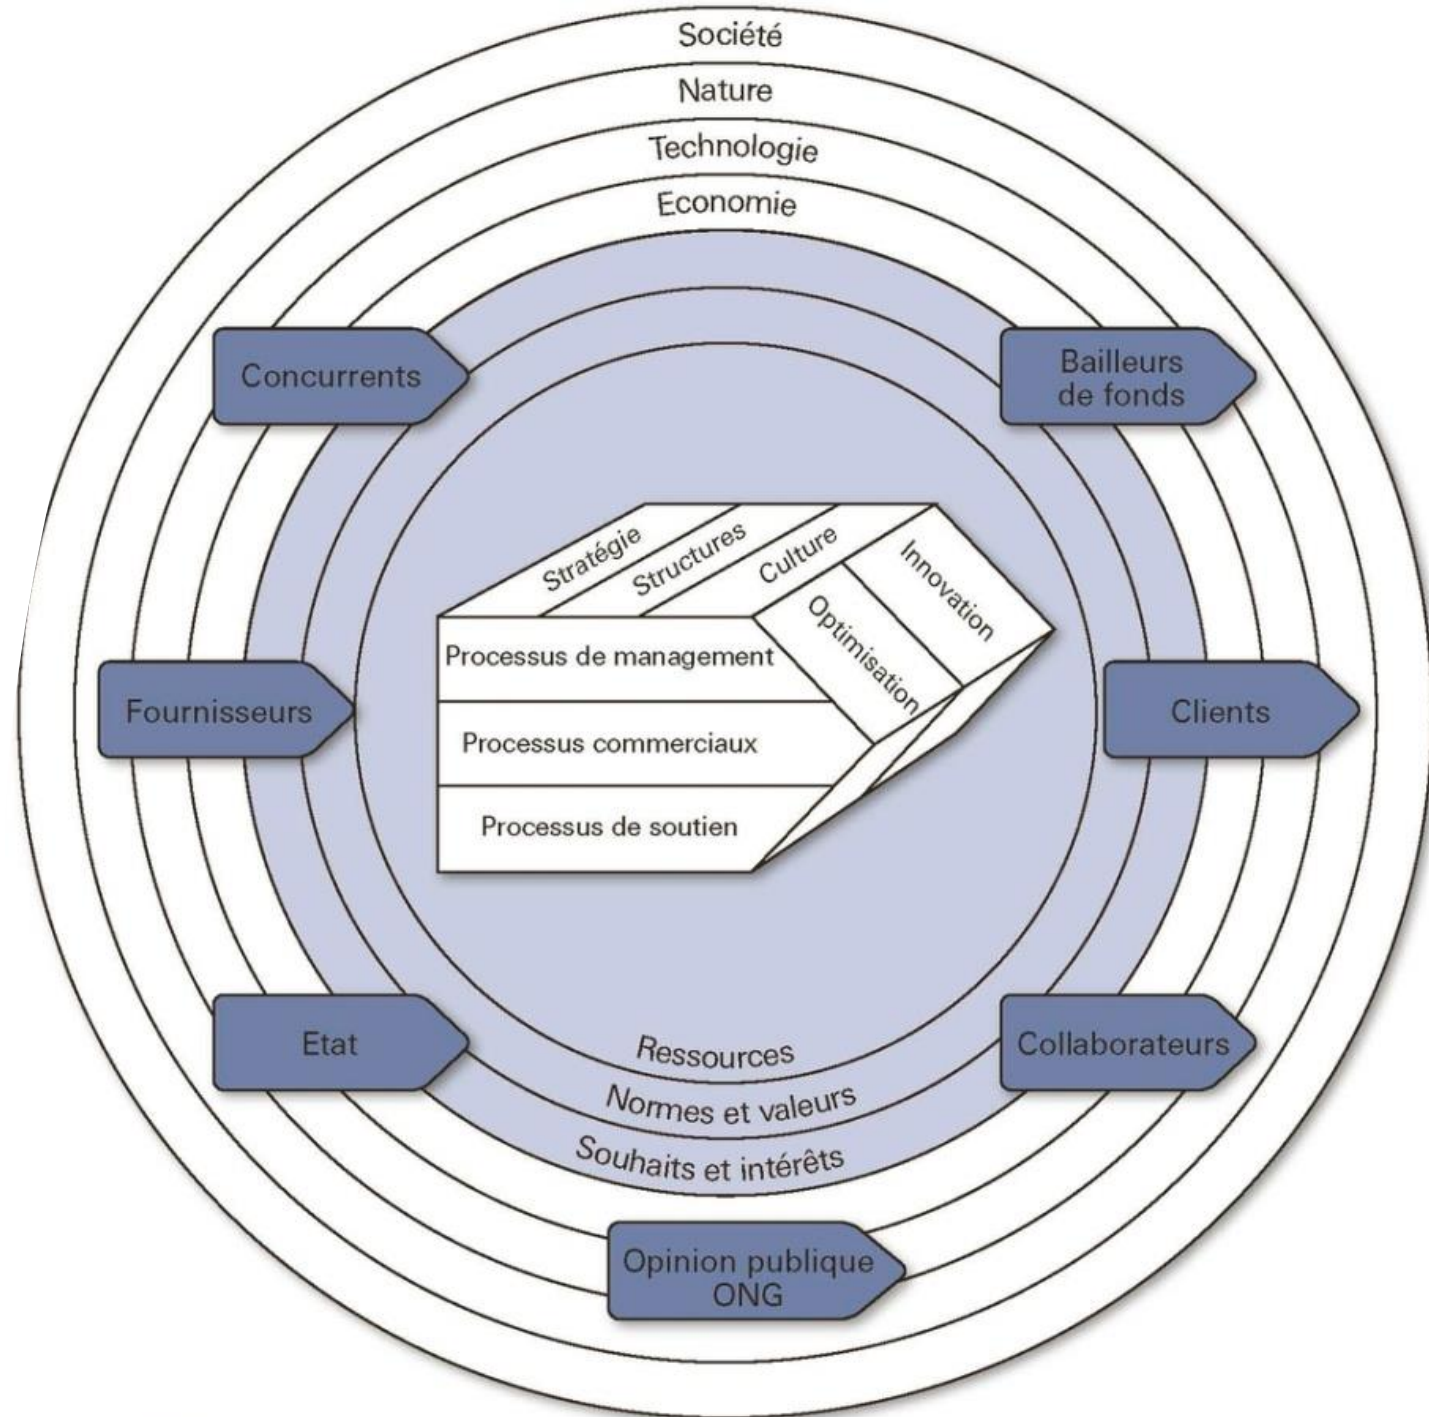 Société
Nature
Technologie
Economie
Concurrents
Bailleurs
de fonds
Stratégie
Structures
Culture
Innovation
Optimisation
Processus de management
Processus commerciaux
Processus de soutien
Fournisseurs
Clients
Etat
Collaborateurs
Ressources
Normes et valeurs
Souhaits et intérêts
Opinion publique
ONG